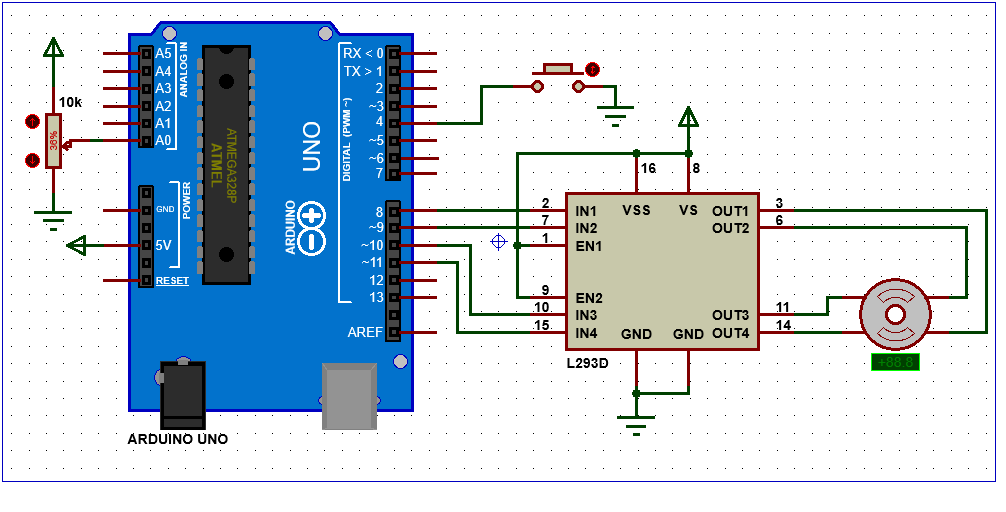 10k
36%
A5
A4
A3
A2
A1
A0
ANALOG IN
GND
5V
RESET
POWER
ATMEGA328P
ATMEL
UNO
ARDUINO
DIGITAL (PWM ~)
RX < 0
TX > 1
2
~3
4
~5
~6
7
8
~9
~10
~11
12
13
AREF
ARDUINO UNO
16
8
2
7
1
9
10
15
IN1
IN2
EN1
EN2
IN3
IN4
VSS
VS
GND
GND
OUT1
OUT2
OUT3
OUT4
3
6
11
14
L293D
+88.8